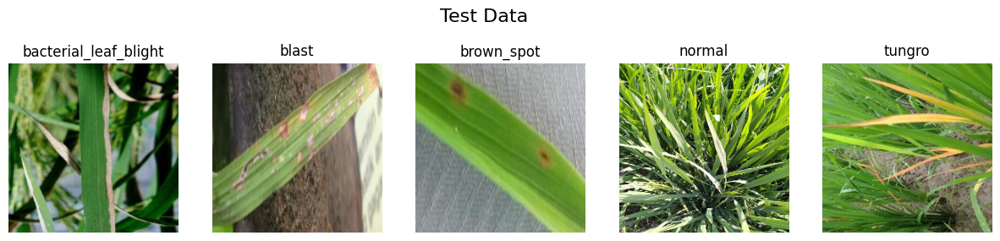 Test Data
bacterial_leaf_blight
blast
brown_spot
normal
tungro